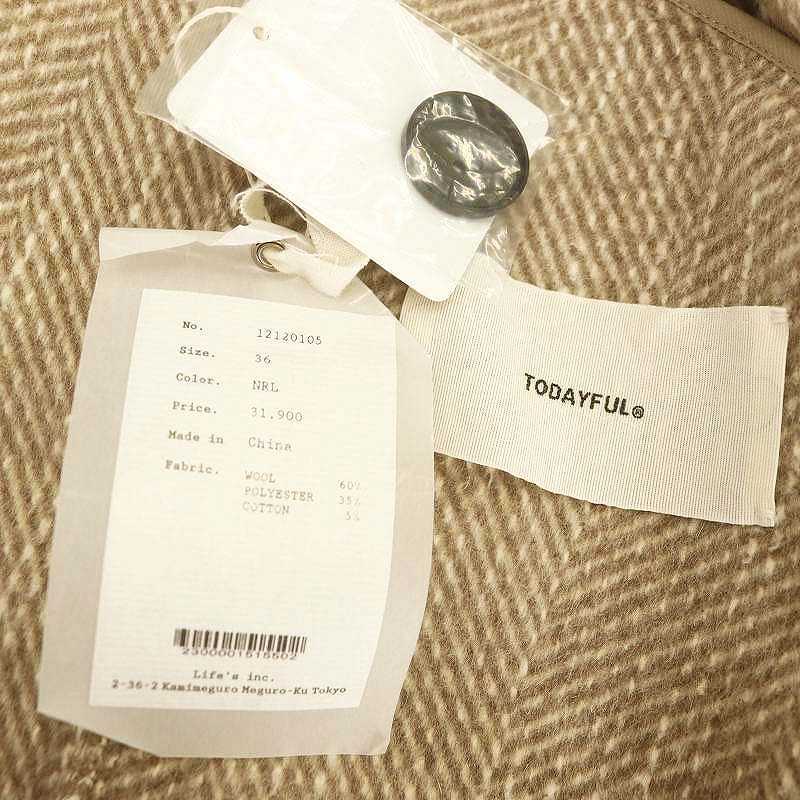 No. 12120105
Size. 36
Color. NRL
Price. 31.900
Made in China
Fabric. WOOL 60%
POLYESTER 35%
COTTON 5%
2300001515502
Life's inc.
2-36-2 Kamimeguro Meguro-Ku Tokyo
TODAYFUL®